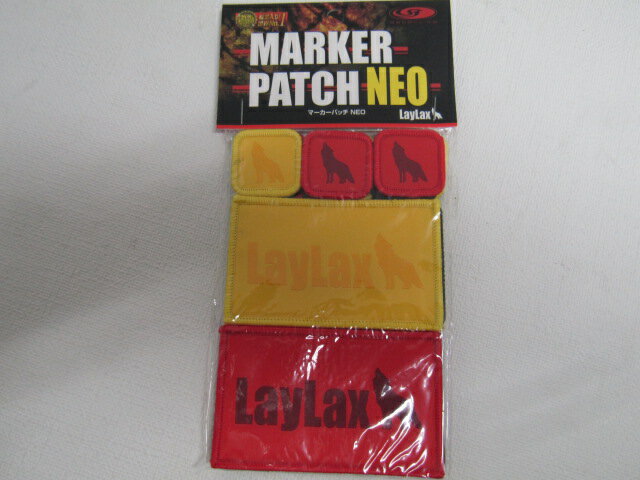 MARKER
PATCH NEO
マーカーパッチ NEO
LayLax
LayLax
LayLax